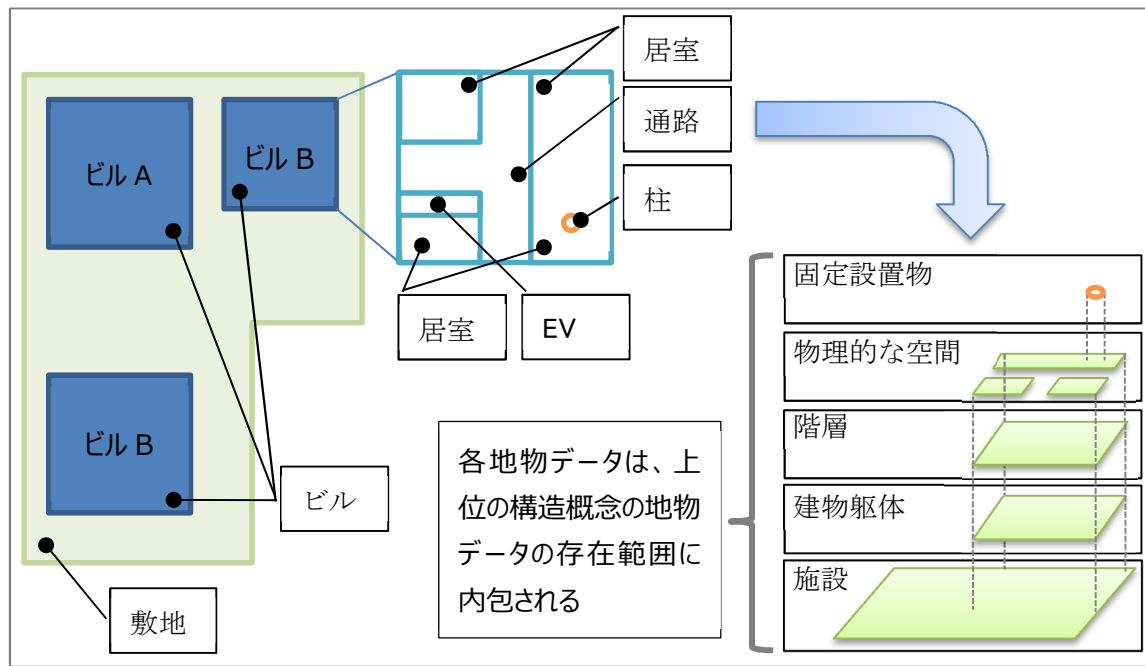 居室
通路
柱
ビル A
ビル B
居室
EV
ビル B
ビル
敷地
各地物データは、上
位の構造概念の地物
データの存在範囲に
内包される
固定設置物
物理的な空間
階層
建物躯体
施設